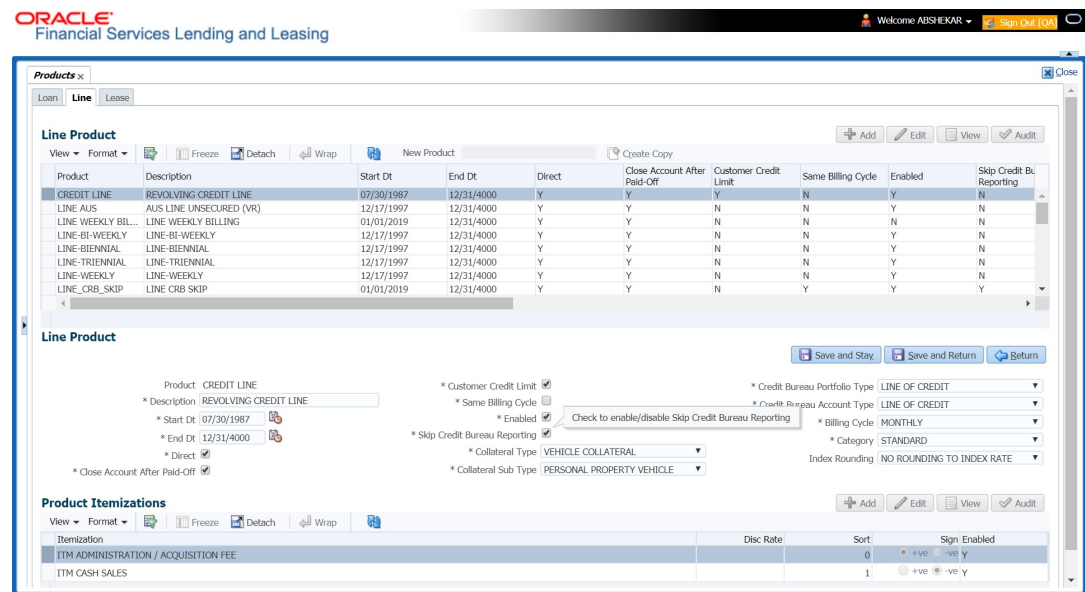 ORACLE
Financial Services Lending and Leasing
Welcome ABSHEKAR
Sign Out [QA]
Products x
Close
Loan Line Lease
Line Product
Add Edit View Audit
View Format Freeze Detach Wrap New Product Create Copy
Product Description Start Dt End Dt Direct Close Account After Paid-Off Customer Credit Limit Same Billing Cycle Enabled Skip Credit Bu Reporting
CREDIT LINE REVOLVING CREDIT LINE 07/30/1987 12/31/4000 Y Y Y N Y N
LINE AUS AUS LINE UNSECURED (VR) 12/17/1997 12/31/4000 Y Y N N Y N
LINE WEEKLY BIL... LINE WEEKLY BILLING 01/01/2019 12/31/4000 Y Y N N N N
LINE-BI-WEEKLY LINE-BI-WEEKLY 12/17/1997 12/31/4000 Y Y N N Y N
LINE-BIENNIAL LINE-BIENNIAL 12/17/1997 12/31/4000 Y Y N N Y N
LINE-TRIENNIAL LINE-TRIENNIAL 12/17/1997 12/31/4000 Y Y N N Y N
LINE-WEEKLY LINE-WEEKLY 12/17/1997 12/31/4000 Y Y N N Y N
LINE_CRB_SKIP LINE CRB SKIP 01/01/2019 12/31/4000 Y Y N Y Y Y
Line Product
Save and Stay Save and Return Return
Product CREDIT LINE
* Description REVOLVING CREDIT LINE
* Start Dt 07/30/1987
* End Dt 12/31/4000
* Direct
* Close Account After Paid-Off
* Customer Credit Limit
* Same Billing Cycle
* Enabled
Check to enable/disable Skip Credit Bureau Reporting
* Skip Credit Bureau Reporting
* Collateral Type VEHICLE COLLATERAL
* Collateral Sub Type PERSONAL PROPERTY VEHICLE
* Credit Bureau Portfolio Type LINE OF CREDIT
* Credit Bureau Account Type LINE OF CREDIT
* Billing Cycle MONTHLY
* Category STANDARD
Index Rounding NO ROUNDING TO INDEX RATE
Product Itemizations
Add Edit View Audit
View Format Freeze Detach Wrap
Itemization Disc Rate Sort Sign Enabled
ITM ADMINISTRATION / ACQUISITION FEE 0 +ve -ve Y
ITM CASH SALES 1 +ve -ve Y